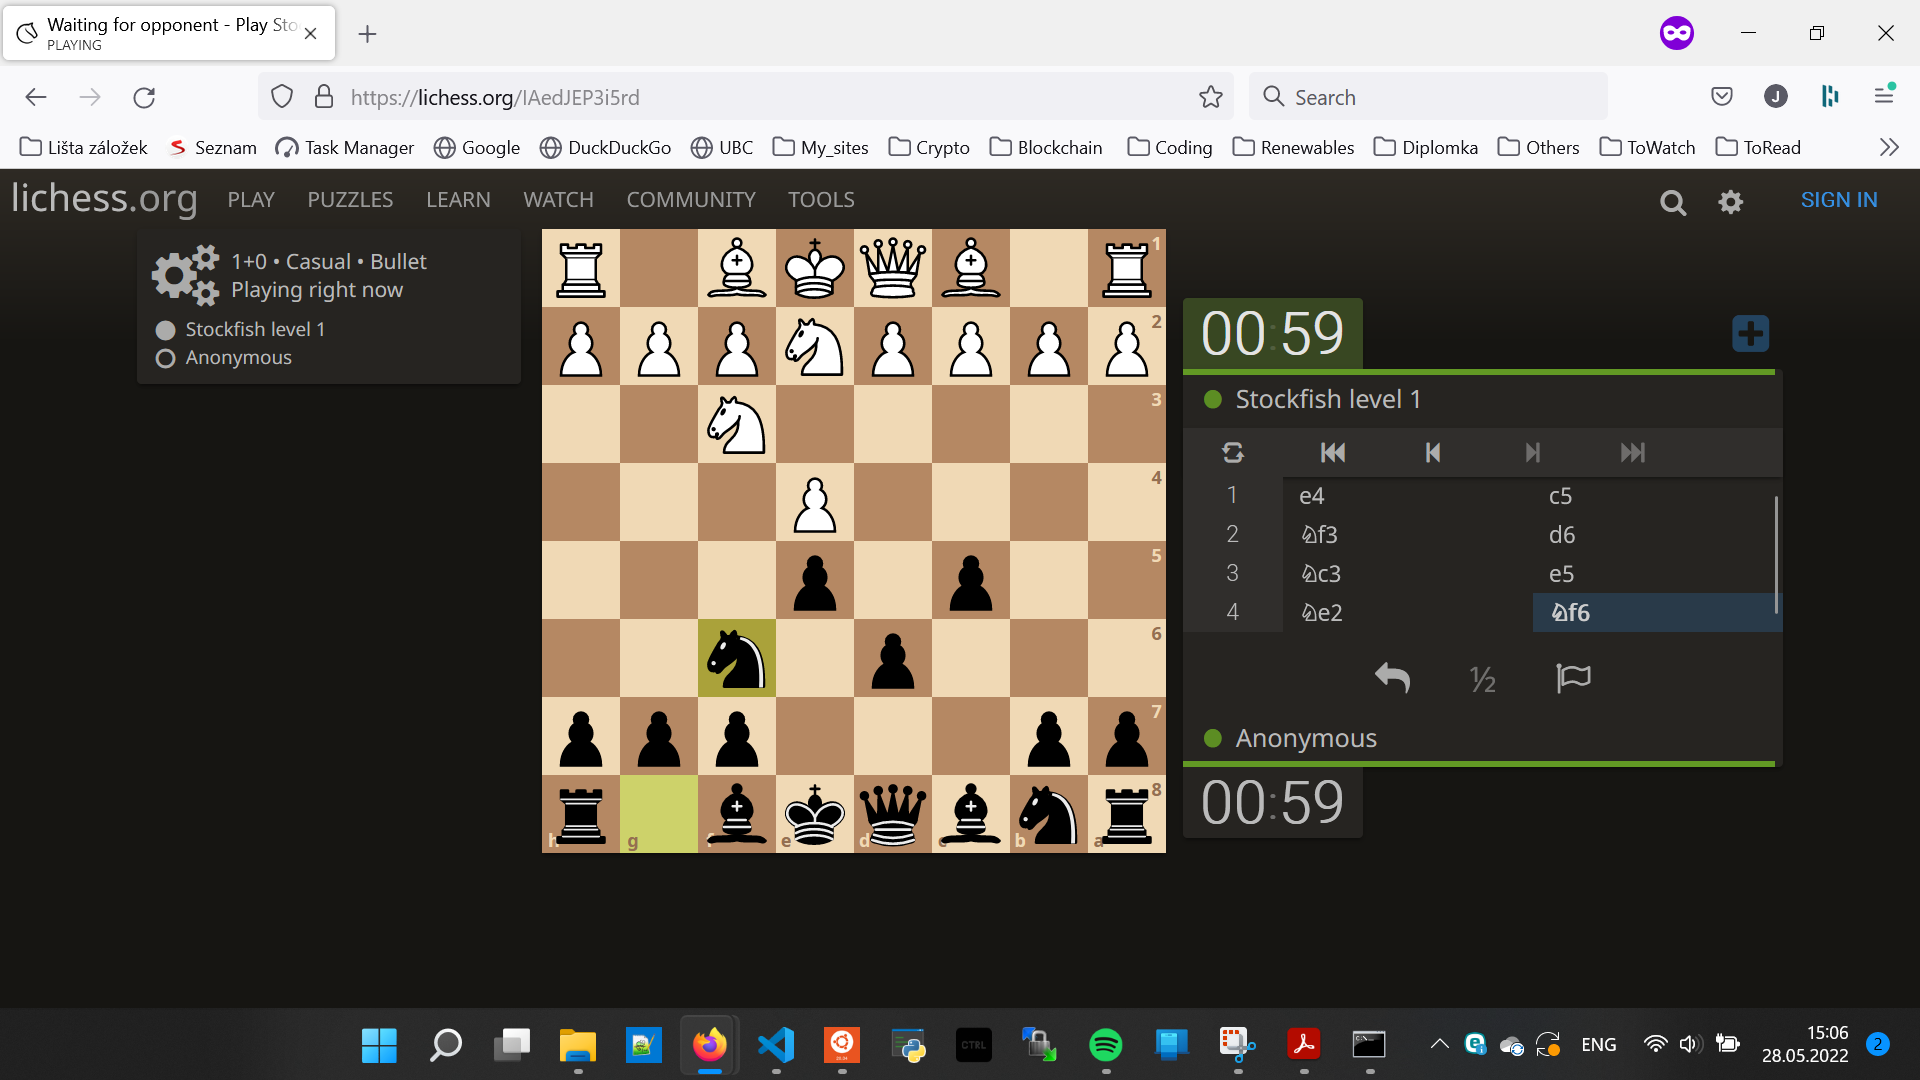 Waiting for opponent - Play Sto
PLAYING
https://lichess.org/IAedJEP3i5rd
Search
J
Lišta záložek
Seznam
Task Manager
Google
DuckDuckGo
UBC
My_sites
Crypto
Blockchain
Coding
Renewables
Diplomka
Others
ToWatch
ToRead
lichess.org
PLAY
PUZZLES
LEARN
WATCH
COMMUNITY
TOOLS
SIGN IN
1+0 • Casual • Bullet
Playing right now
Stockfish level 1
Anonymous
1
2
3
4
5
6
7
8
h g f e d c b a
00:59
Stockfish level 1
1 e4 c5
2 ♘f3 d6
3 ♘c3 e5
4 ♘e2 ♘f6
½
Anonymous
00:59
CTRL
ENG
15:06
28.05.2022
2